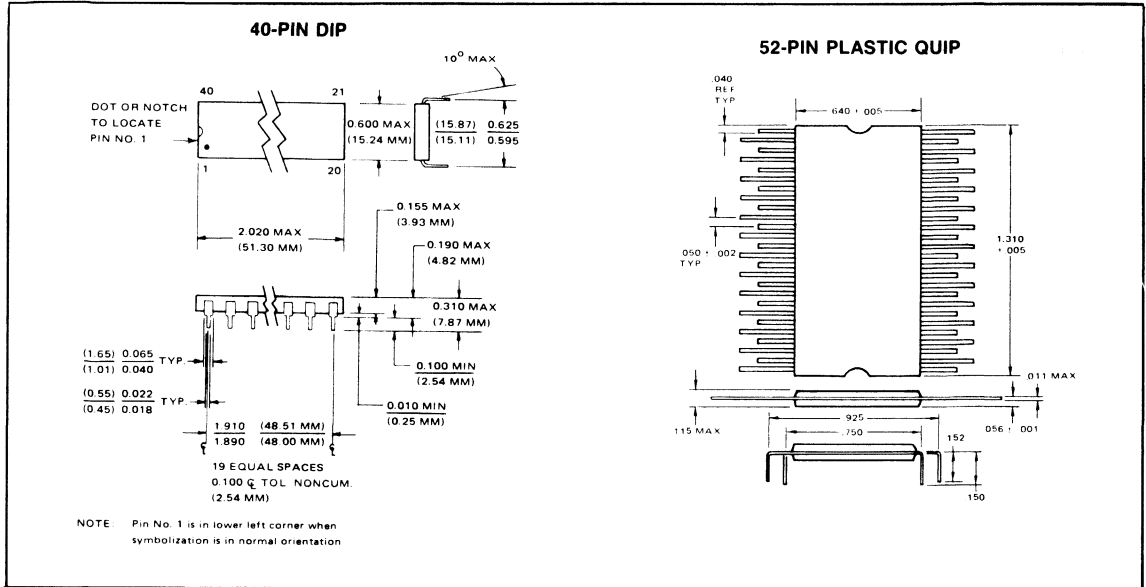 40-PIN DIP
10° MAX
40
21
DOT OR NOTCH
TO LOCATE
PIN NO. 1
0.600 MAX
(15.24 MM)
(15.87) 0.625
(15.11) 0.595
1
20
2.020 MAX
(51.30 MM)
0.155 MAX
(3.93 MM)
0.190 MAX
(4.82 MM)
0.310 MAX
(7.87 MM)
(1.65) 0.065 TYP.
(1.01) 0.040
0.100 MIN
(2.54 MM)
(0.55) 0.022 TYP.
(0.45) 0.018
0.010 MIN
(0.25 MM)
1.910 (48.51 MM)
1.890 (48.00 MM)
℄ ℄
19 EQUAL SPACES
0.100 ℄ TOL NONCUM.
(2.54 MM)
NOTE: Pin No. 1 is in lower left corner when
symbolization is in normal orientation
52-PIN PLASTIC QUIP
.040
REF
TYP
640 ± 005
.050 ± 002
TYP
1.310
± 005
.011 MAX
.115 MAX
.925
056 ± 001
.750
152
150